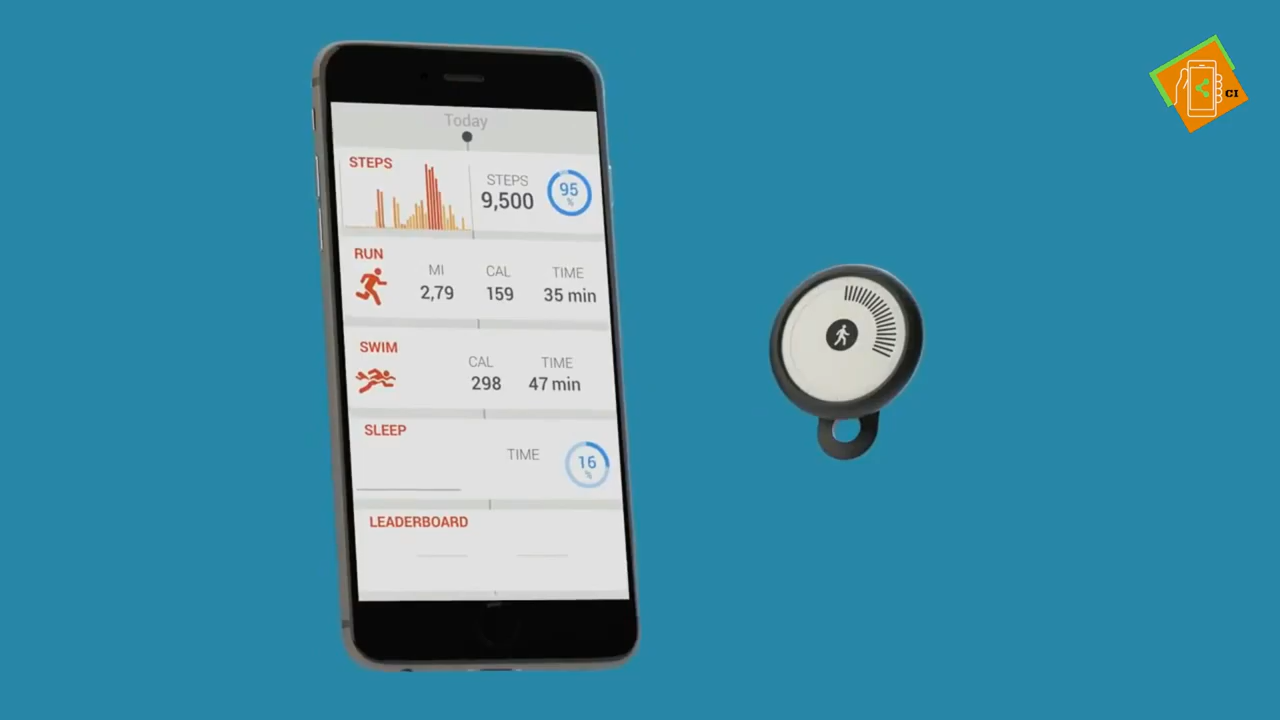 Today
STEPS
STEPS
9,500
95
%
RUN
MI
CAL
TIME
2,79
159
35 min
SWIM
CAL
TIME
298
47 min
SLEEP
TIME
16
%
LEADERBOARD
CI